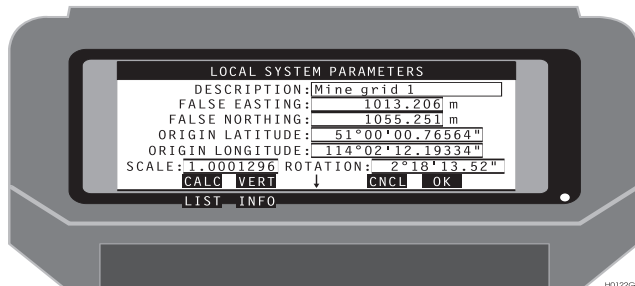 LOCAL SYSTEM PARAMETERS
DESCRIPTION: Mine grid 1
FALSE EASTING: 1013.206 m
FALSE NORTHING: 1055.251 m
ORIGIN LATITUDE: 51°00'00.76564"
ORIGIN LONGITUDE: 114°02'12.19334"
SCALE: 1.0001296 ROTATION: 2°18'13.52"
CALC VERT ↓ CNCL OK
LIST INFO
H0122G